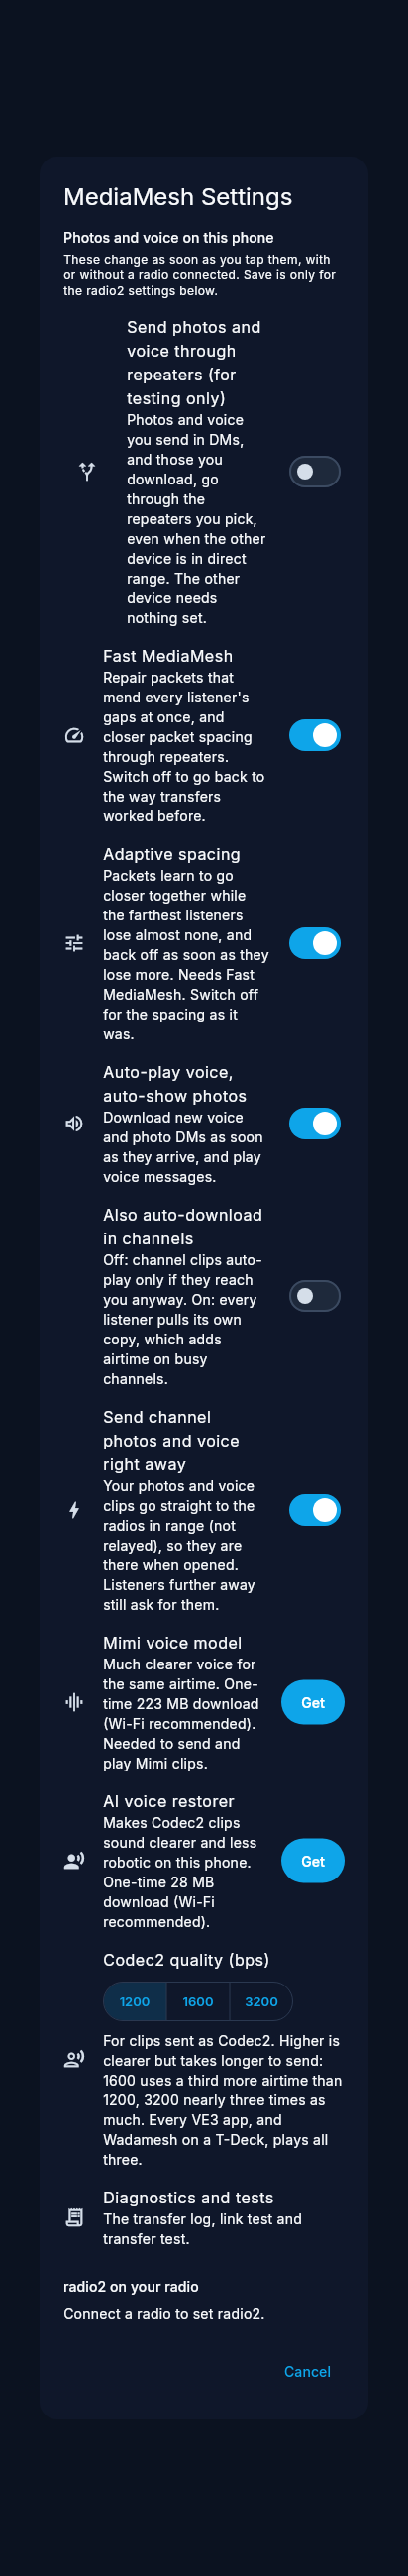 MediaMesh Settings
Photos and voice on this phone
These change as soon as you tap them, with
or without a radio connected. Save is only for
the radio2 settings below.
Send photos and
voice through
repeaters (for
testing only)
Photos and voice
you send in DMs,
and those you
download, go
through the
repeaters you pick,
even when the other
device is in direct
range. The other
device needs
nothing set.
Fast MediaMesh
Repair packets that
mend every listener's
gaps at once, and
closer packet spacing
through repeaters.
Switch off to go back to
the way transfers
worked before.
Adaptive spacing
Packets learn to go
closer together while
the farthest listeners
lose almost none, and
back off as soon as they
lose more. Needs Fast
MediaMesh. Switch off
for the spacing as it
was.
Auto-play voice,
auto-show photos
Download new voice
and photo DMs as soon
as they arrive, and play
voice messages.
Also auto-download
in channels
Off: channel clips auto-
play only if they reach
you anyway. On: every
listener pulls its own
copy, which adds
airtime on busy
channels.
Send channel
photos and voice
right away
Your photos and voice
clips go straight to the
radios in range (not
relayed), so they are
there when opened.
Listeners further away
still ask for them.
Mimi voice model
Much clearer voice for
the same airtime. One-
time 223 MB download
(Wi-Fi recommended).
Needed to send and
play Mimi clips.
Get
AI voice restorer
Makes Codec2 clips
sound clearer and less
robotic on this phone.
One-time 28 MB
download (Wi-Fi
recommended).
Get
Codec2 quality (bps)
1200 1600 3200
For clips sent as Codec2. Higher is
clearer but takes longer to send:
1600 uses a third more airtime than
1200, 3200 nearly three times as
much. Every VE3 app, and
Wadamesh on a T-Deck, plays all
three.
Diagnostics and tests
The transfer log, link test and
transfer test.
radio2 on your radio
Connect a radio to set radio2.
Cancel